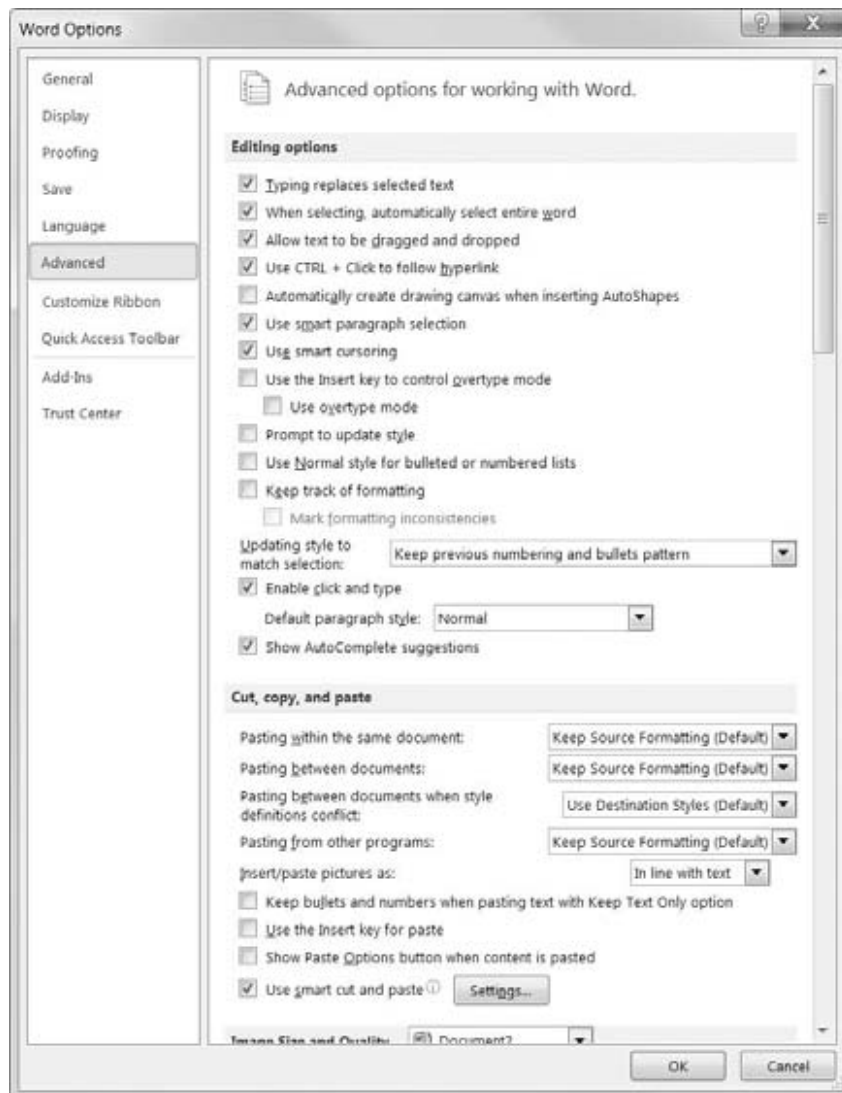 Word Options
General
Display
Proofing
Save
Language
Advanced
Customize Ribbon
Quick Access Toolbar
Add-Ins
Trust Center
Advanced options for working with Word.
Editing options
Typing replaces selected text
When selecting, automatically select entire word
Allow text to be dragged and dropped
Use CTRL + Click to follow hyperlink
Automatically create drawing canvas when inserting AutoShapes
Use smart paragraph selection
Use smart cursoring
Use the Insert key to control overtype mode
Use overtype mode
Prompt to update style
Use Normal style for bulleted or numbered lists
Keep track of formatting
Mark formatting inconsistencies
Updating style to
match selection: Keep previous numbering and bullets pattern
Enable click and type
Default paragraph style: Normal
Show AutoComplete suggestions
Cut, copy, and paste
Pasting within the same document: Keep Source Formatting (Default)
Pasting between documents: Keep Source Formatting (Default)
Pasting between documents when style
definitions conflict: Use Destination Styles (Default)
Pasting from other programs: Keep Source Formatting (Default)
Insert/paste pictures as: In line with text
Keep bullets and numbers when pasting text with Keep Text Only option
Use the Insert key for paste
Show Paste Options button when content is pasted
Use smart cut and paste Settings...
Image Size and Quality Document2
OK Cancel